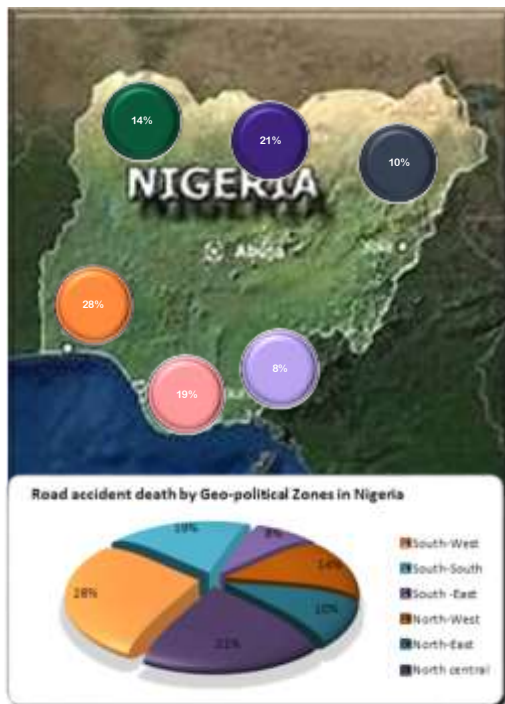 14%
21%
10%
NIGERIA
Abuja
28%
8%
19%
Road accident death by Geo-political Zones in Nigeria
19%
8%
14%
28%
10%
21%
South-West
South-South
South -East
North-West
North-East
North central